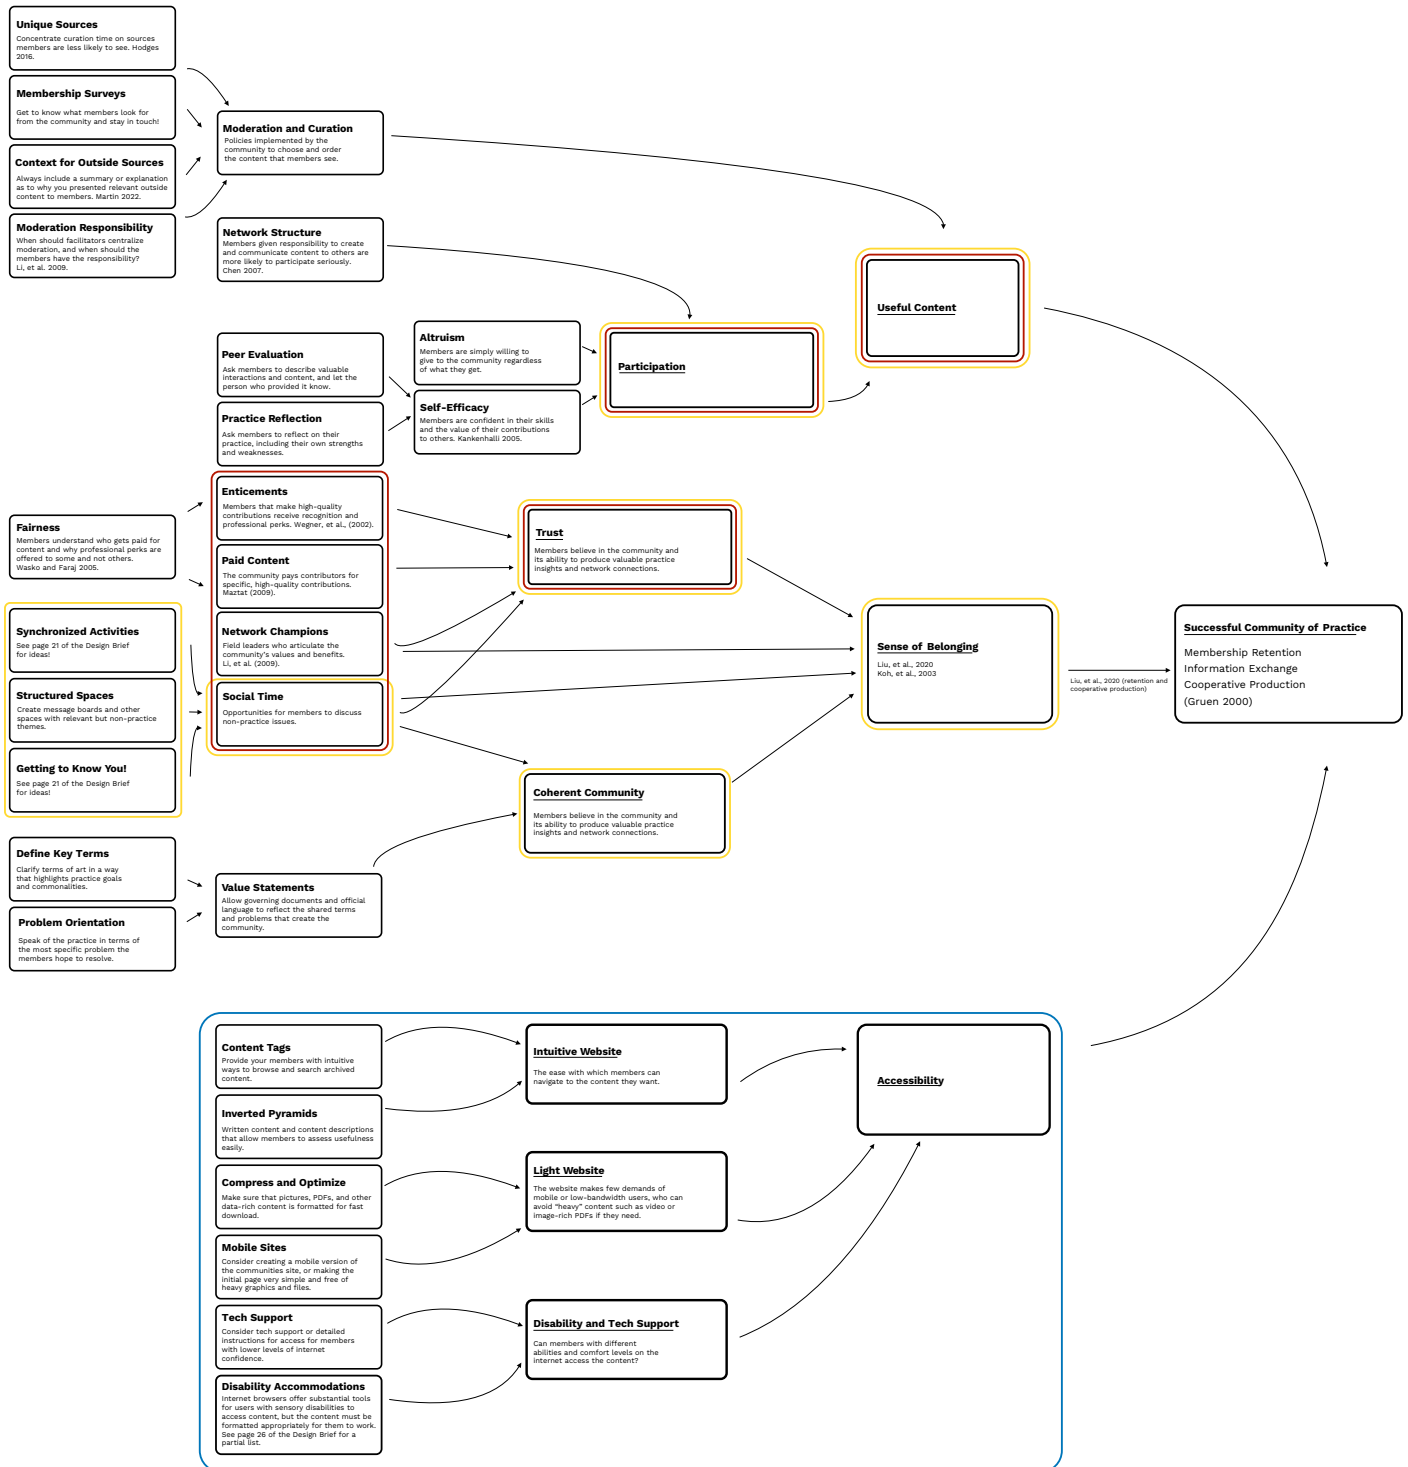 Unique Sources
Concentrate curation time on sources
members are less likely to see. Hodges
2016.
Membership Surveys
Get to know what members look for
from the community and stay in touch!
Context for Outside Sources
Always include a summary or explanation
as to why you presented relevant outside
content to members. Martin 2022.
Moderation Responsibility
When should facilitators centralize
moderation, and when should the
members have the responsibility?
Li, et al. 2009.
Moderation and Curation
Policies implemented by the
community to choose and order
the content that members see.
Network Structure
Members given responsibility to create
and communicate content to others are
more likely to participate seriously.
Chen 2007.
Peer Evaluation
Ask members to describe valuable
interactions and content, and let the
person who provided it know.
Practice Reflection
Ask members to reflect on their
practice, including their own strengths
and weaknesses.
Altruism
Members are simply willing to
give to the community regardless
of what they get.
Self-Efficacy
Members are confident in their skills
and the value of their contributions
to others. Kankenhalli 2005.
Participation
Useful Content
Fairness
Members understand who gets paid for
content and why professional perks are
offered to some and not others.
Wasko and Faraj 2005.
Enticements
Members that make high-quality
contributions receive recognition and
professional perks. Wegner, et al., (2002).
Paid Content
The community pays contributors for
specific, high-quality contributions.
Maztat (2009).
Network Champions
Field leaders who articulate the
community's values and benefits.
Li, et al. (2009).
Social Time
Opportunities for members to discuss
non-practice issues.
Synchronized Activities
See page 21 of the Design Brief
for ideas!
Structured Spaces
Create message boards and other
spaces with relevant but non-practice
themes.
Getting to Know You!
See page 21 of the Design Brief
for ideas!
Trust
Members believe in the community and
its ability to produce valuable practice
insights and network connections.
Sense of Belonging
Liu, et al., 2020
Koh, et al., 2003
Liu, et al., 2020 (retention and
cooperative production)
Successful Community of Practice
Membership Retention
Information Exchange
Cooperative Production
(Gruen 2000)
Coherent Community
Members believe in the community and
its ability to produce valuable practice
insights and network connections.
Define Key Terms
Clarify terms of art in a way
that highlights practice goals
and commonalities.
Problem Orientation
Speak of the practice in terms of
the most specific problem the
members hope to resolve.
Value Statements
Allow governing documents and official
language to reflect the shared terms
and problems that create the
community.
Content Tags
Provide your members with intuitive
ways to browse and search archived
content.
Inverted Pyramids
Written content and content descriptions
that allow members to assess usefulness
easily.
Compress and Optimize
Make sure that pictures, PDFs, and other
data-rich content is formatted for fast
download.
Mobile Sites
Consider creating a mobile version of
the communities site, or making the
initial page very simple and free of
heavy graphics and files.
Tech Support
Consider tech support or detailed
instructions for access for members
with lower levels of internet
confidence.
Disability Accommodations
Internet browsers offer substantial tools
for users with sensory disabilities to
access content, but the content must be
formatted appropriately for them to work.
See page 26 of the Design Brief for a
partial list.
Intuitive Website
The ease with which members can
navigate to the content they want.
Light Website
The website makes few demands of
mobile or low-bandwidth users, who can
avoid "heavy" content such as video or
image-rich PDFs if they need.
Disability and Tech Support
Can members with different
abilities and comfort levels on the
internet access the content?
Accessibility